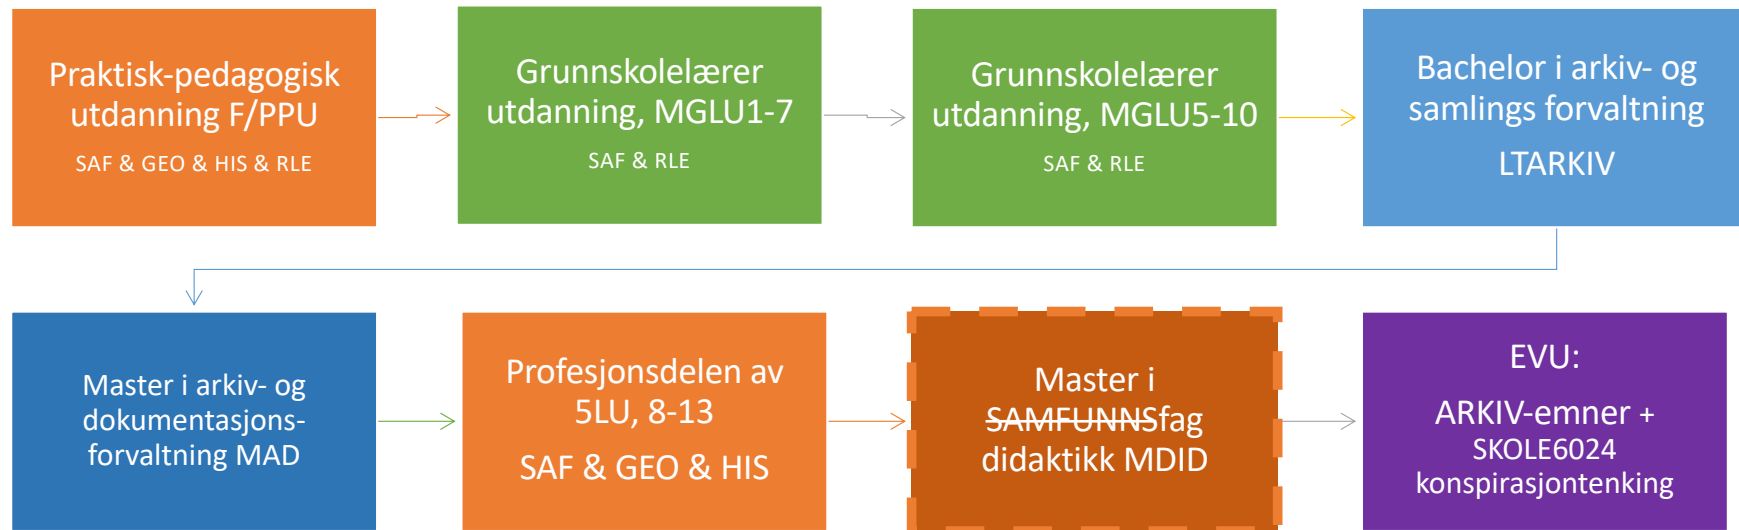 Praktisk-pedagogisk
utdanning F/PPU
SAF & GEO & HIS & RLE
Grunnskolelærer
utdanning, MGLU1-7
SAF & RLE
Grunnskolelærer
utdanning, MGLU5-10
SAF & RLE
Bachelor i arkiv- og
samlings forvaltning
LTARKIV
Master i arkiv- og
dokumentasjons-
forvaltning MAD
Profesjonsdelen av
5LU, 8-13
SAF & GEO & HIS
Master i
SAMFUNNSfag
didaktikk MDID
EVU:
ARKIV-emner +
SKOLE6024
konspirasjontenking